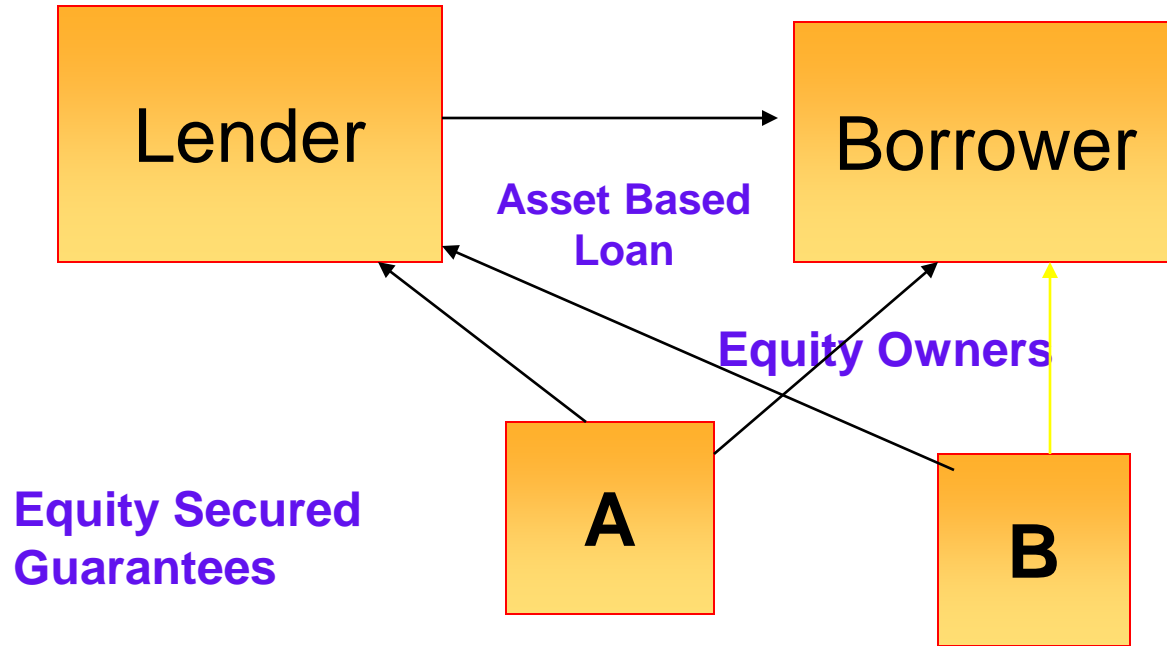 Lender
Borrower
Asset Based
Loan
Equity Owners
A
B
Equity Secured
Guarantees